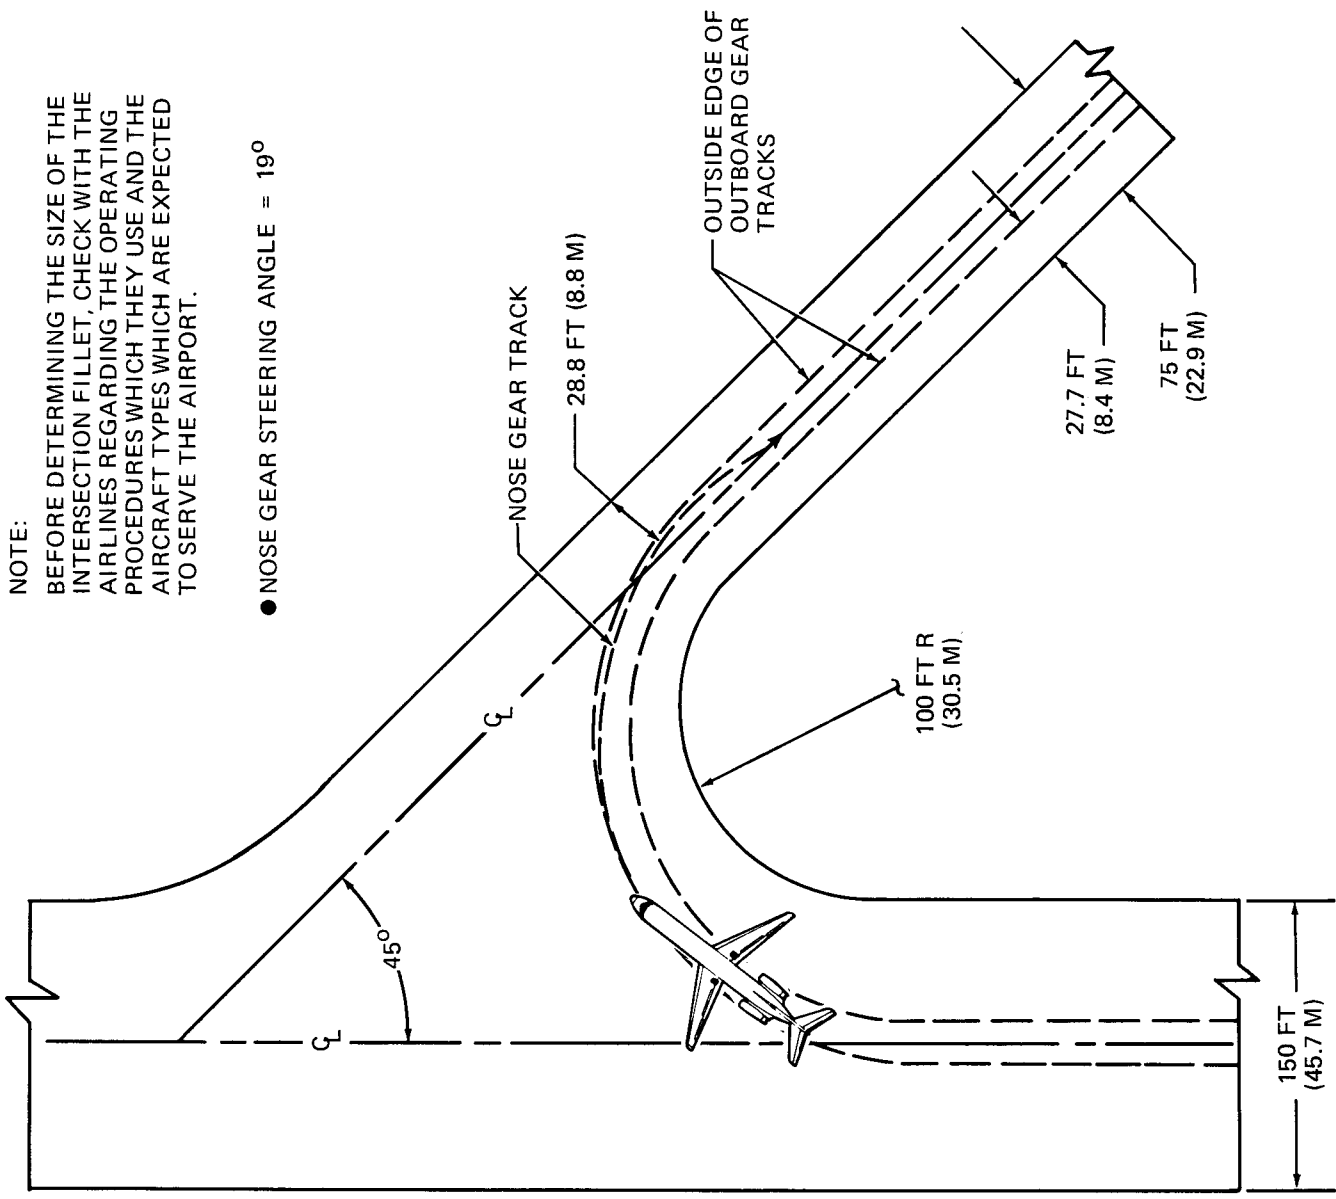 NOTE:
BEFORE DETERMINING THE SIZE OF THE
INTERSECTION FILLET, CHECK WITH THE
AIRLINES REGARDING THE OPERATING
PROCEDURES WHICH THEY USE AND THE
AIRCRAFT TYPES WHICH ARE EXPECTED
TO SERVE THE AIRPORT.
● NOSE GEAR STEERING ANGLE = 19°
NOSE GEAR TRACK
28.8 FT (8.8 M)
OUTSIDE EDGE OF
OUTBOARD GEAR
TRACKS
℄
45°
℄
100 FT R
(30.5 M)
27.7 FT
(8.4 M)
75 FT
(22.9 M)
150 FT
(45.7 M)